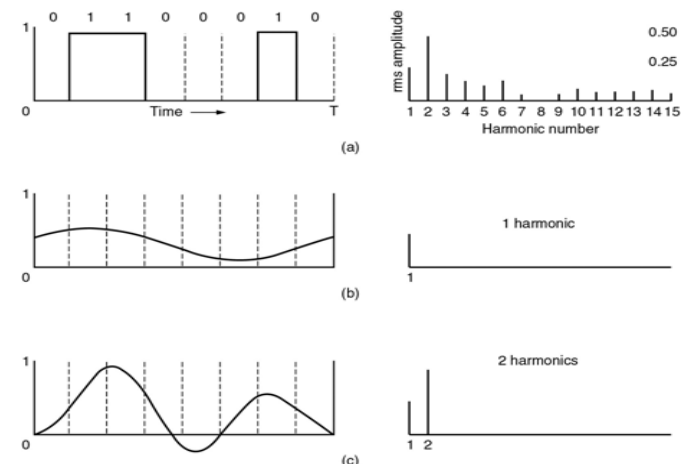 0 1 1 0 0 0 1 0
1
0
Time
T
rms amplitude
0.50
0.25
1 2 3 4 5 6 7 8 9 10 11 12 13 14 15
Harmonic number
(a)
1
0
1 harmonic
1
(b)
1
0
2 harmonics
1 2
(c)